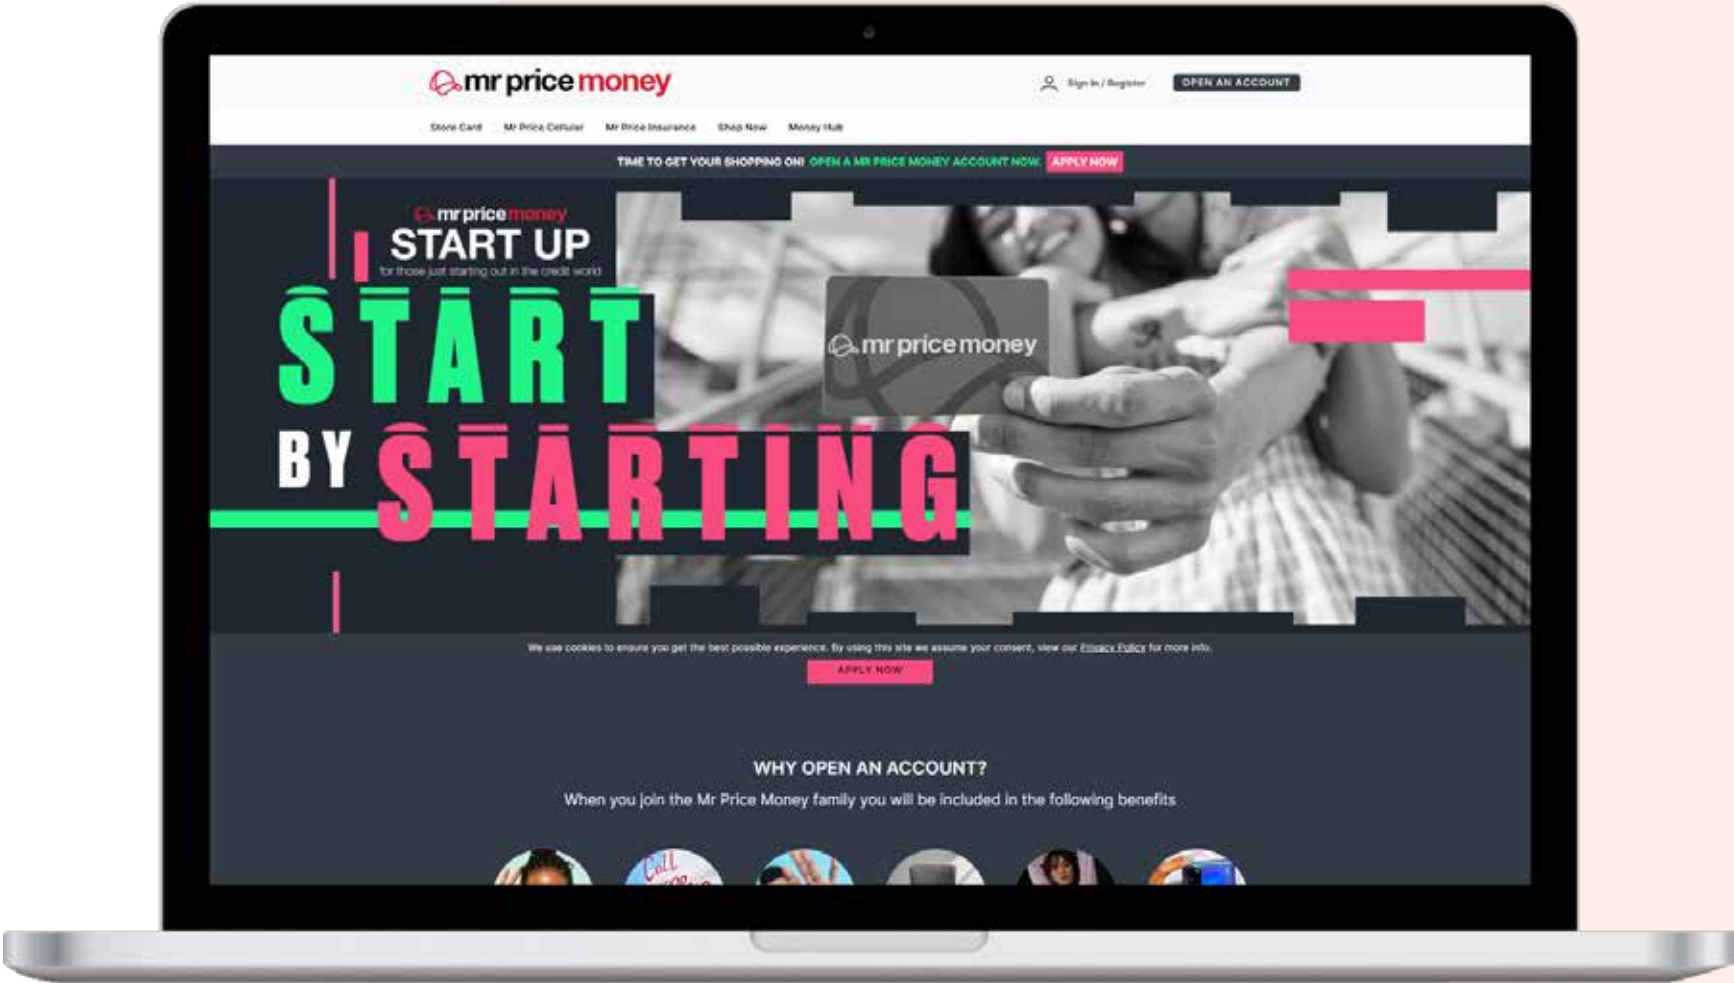 mr price money
Sign In / Register
OPEN AN ACCOUNT
Store Card Mr Price Cellular Mr Price Insurance Shop Now Money Hub
TIME TO GET YOUR SHOPPING ON! OPEN A MR PRICE MONEY ACCOUNT NOW. APPLY NOW
mr price money
START UP
for those just starting out in the credit world
START
BY STARTING
mr price money
We use cookies to ensure you get the best possible experience. By using this site we assume your consent, view our Privacy Policy for more info.
APPLY NOW
WHY OPEN AN ACCOUNT?
When you join the Mr Price Money family you will be included in the following benefits